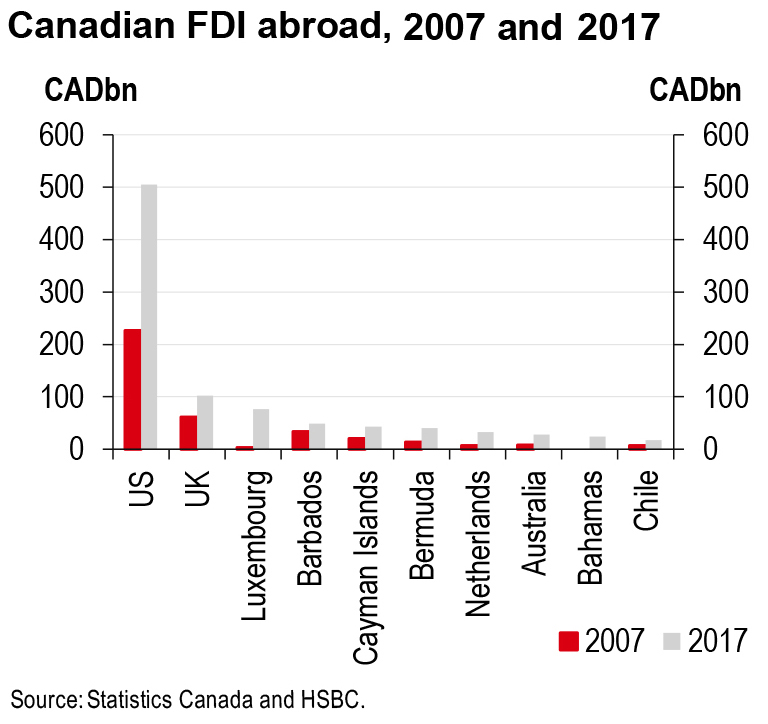 Canadian FDI abroad, 2007 and 2017
CADbn CADbn
600 600
500 500
400 400
300 300
200 200
100 100
0 0
US
UK
Luxembourg
Barbados
Cayman Islands
Bermuda
Netherlands
Australia
Bahamas
Chile
2007 2017
Source: Statistics Canada and HSBC.